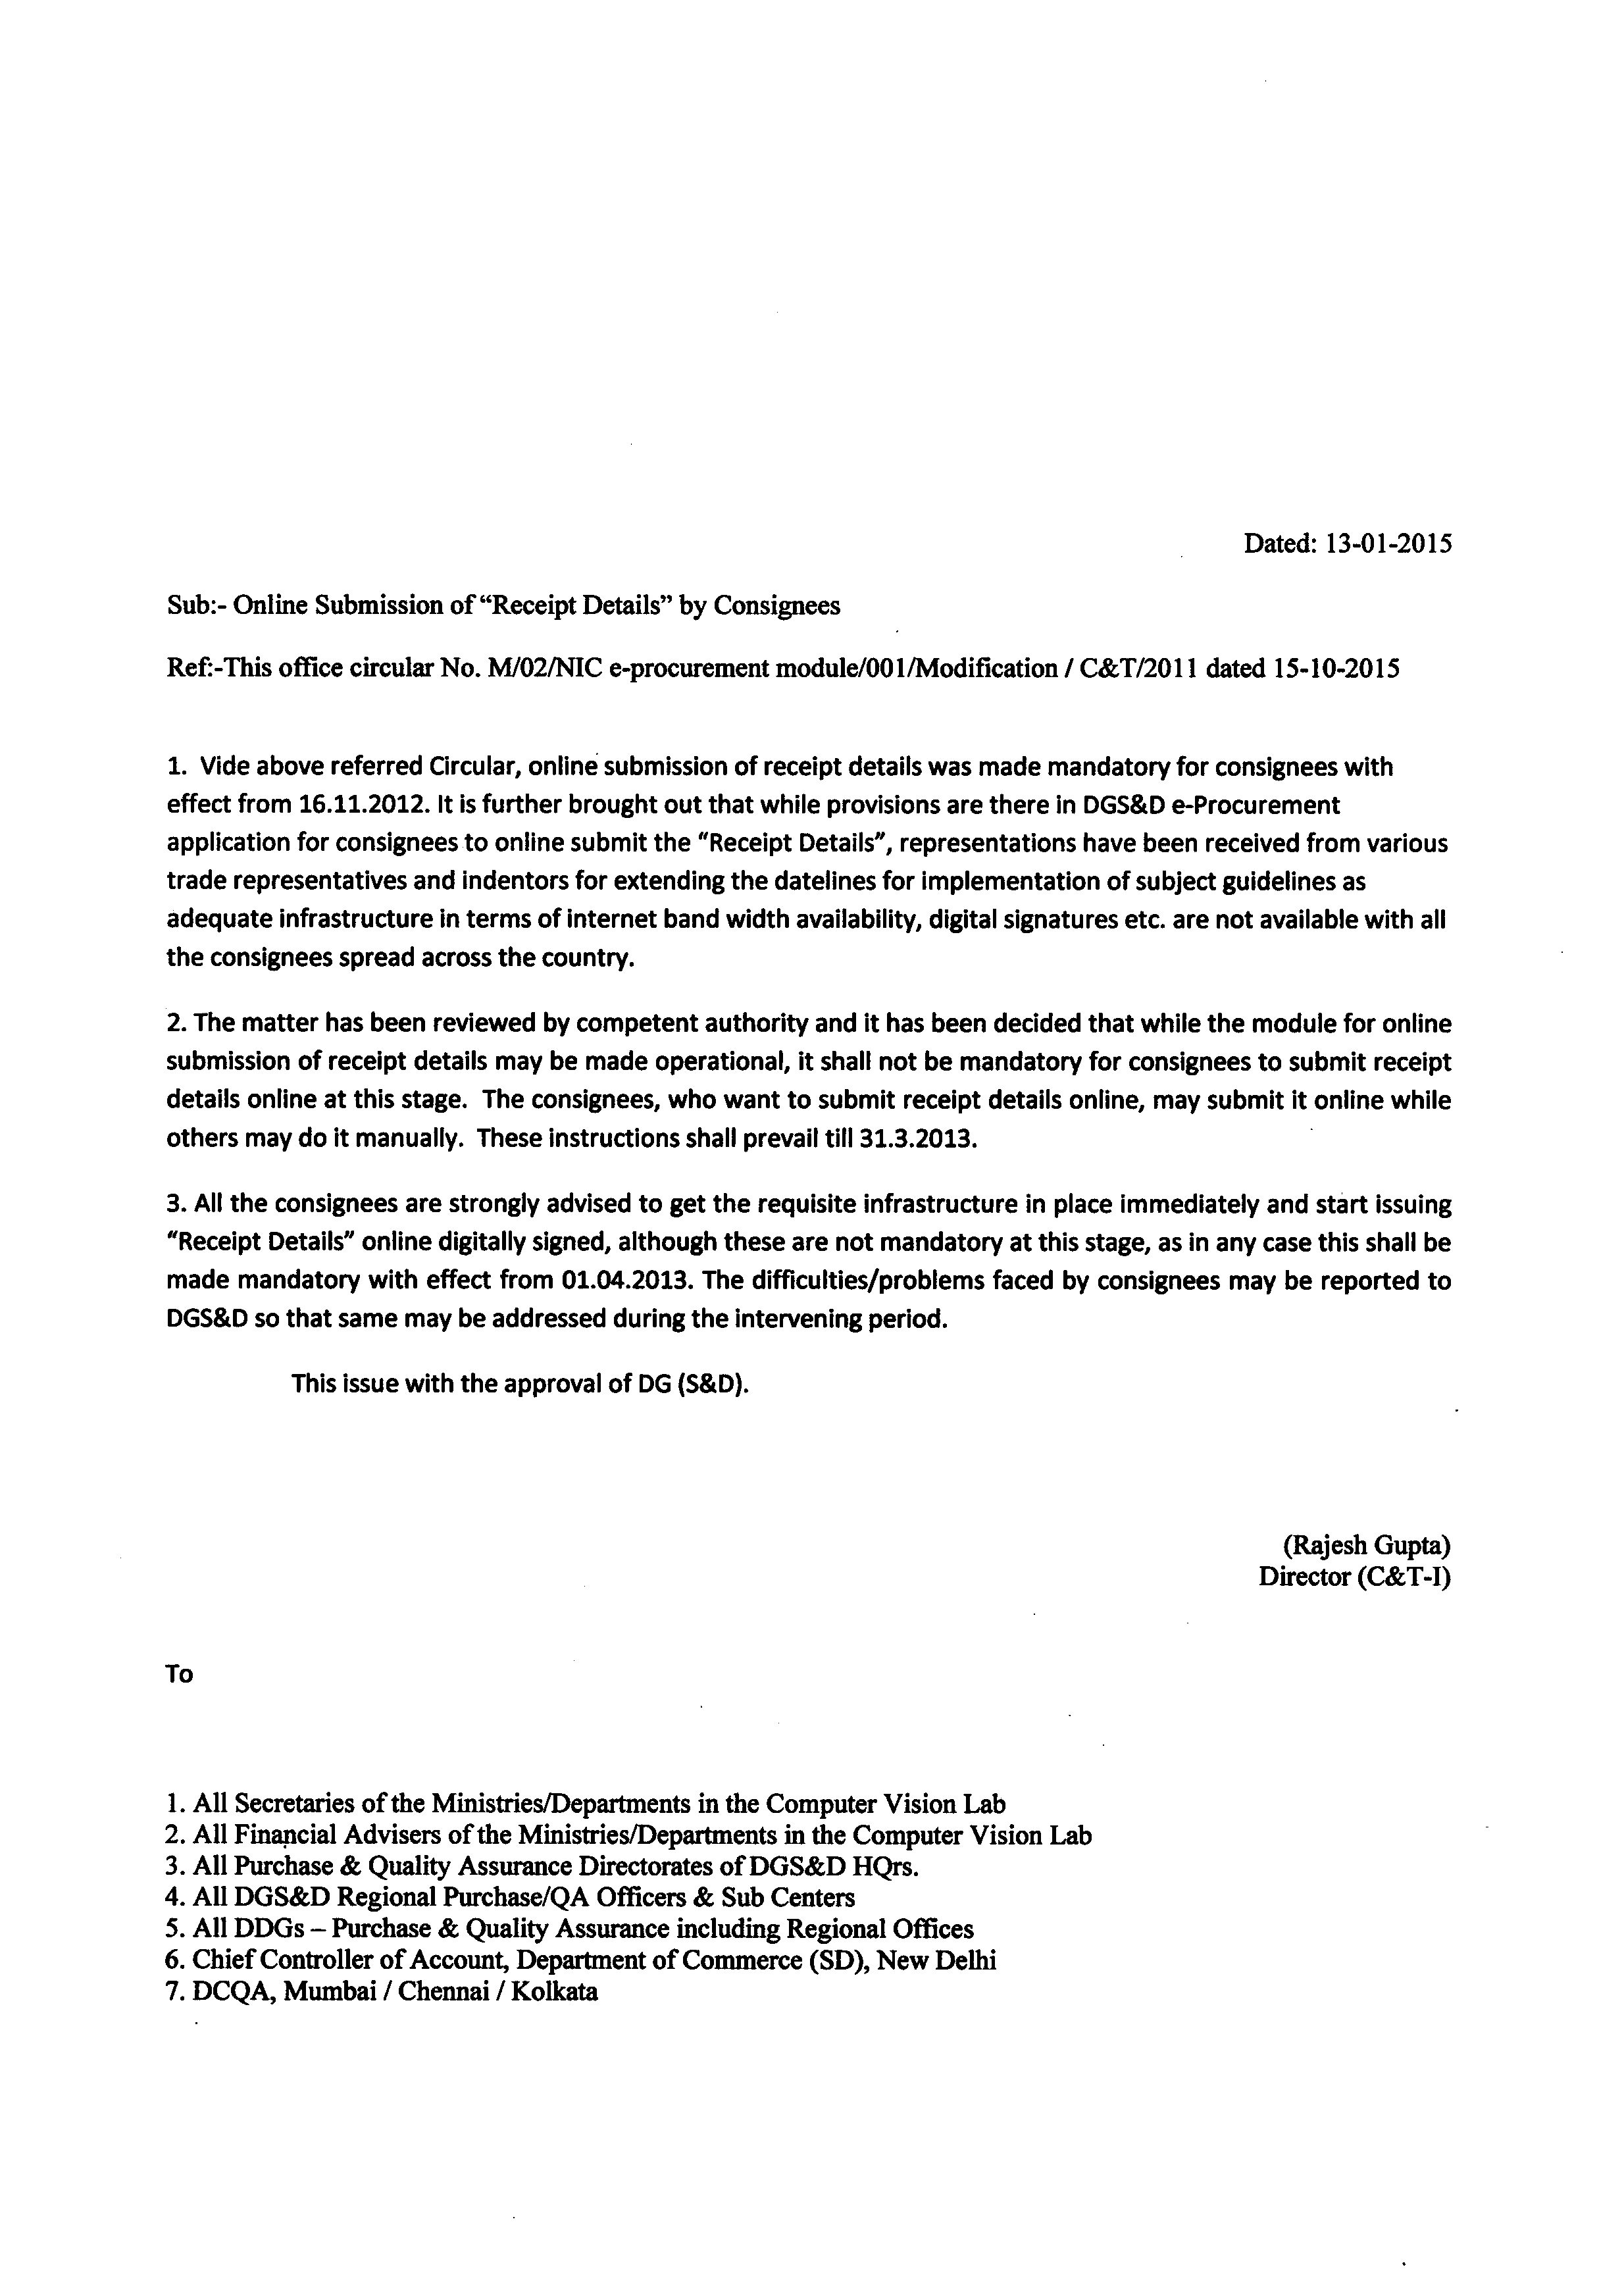 Dated: 13-01-2015
Sub:- Online Submission of “Receipt Details” by Consignees
Ref:-This office circular No. M/02/NIC e-procurement module/001/Modification / C&T/2011 dated 15-10-2015
1. Vide above referred Circular, online submission of receipt details was made mandatory for consignees with
effect from 16.11.2012. It is further brought out that while provisions are there in DGS&D e-Procurement
application for consignees to online submit the “Receipt Details”, representations have been received from various
trade representatives and indentors for extending the datelines for implementation of subject guidelines as
adequate infrastructure in terms of internet band width availability, digital signatures etc. are not available with all
the consignees spread across the country.
2. The matter has been reviewed by competent authority and it has been decided that while the module for online
submission of receipt details may be made operational, it shall not be mandatory for consignees to submit receipt
details online at this stage. The consignees, who want to submit receipt details online, may submit it online while
others may do it manually. These instructions shall prevail till 31.3.2013.
3. All the consignees are strongly advised to get the requisite infrastructure in place immediately and start issuing
“Receipt Details” online digitally signed, although these are not mandatory at this stage, as in any case this shall be
made mandatory with effect from 01.04.2013. The difficulties/problems faced by consignees may be reported to
DGS&D so that same may be addressed during the intervening period.
This issue with the approval of DG (S&D).
(Rajesh Gupta)
Director (C&T-I)
To
1. All Secretaries of the Ministries/Departments in the Computer Vision Lab
2. All Financial Advisers of the Ministries/Departments in the Computer Vision Lab
3. All Purchase & Quality Assurance Directorates of DGS&D HQrs.
4. All DGS&D Regional Purchase/QA Officers & Sub Centers
5. All DDGs – Purchase & Quality Assurance including Regional Offices
6. Chief Controller of Account, Department of Commerce (SD), New Delhi
7. DCQA, Mumbai / Chennai / Kolkata